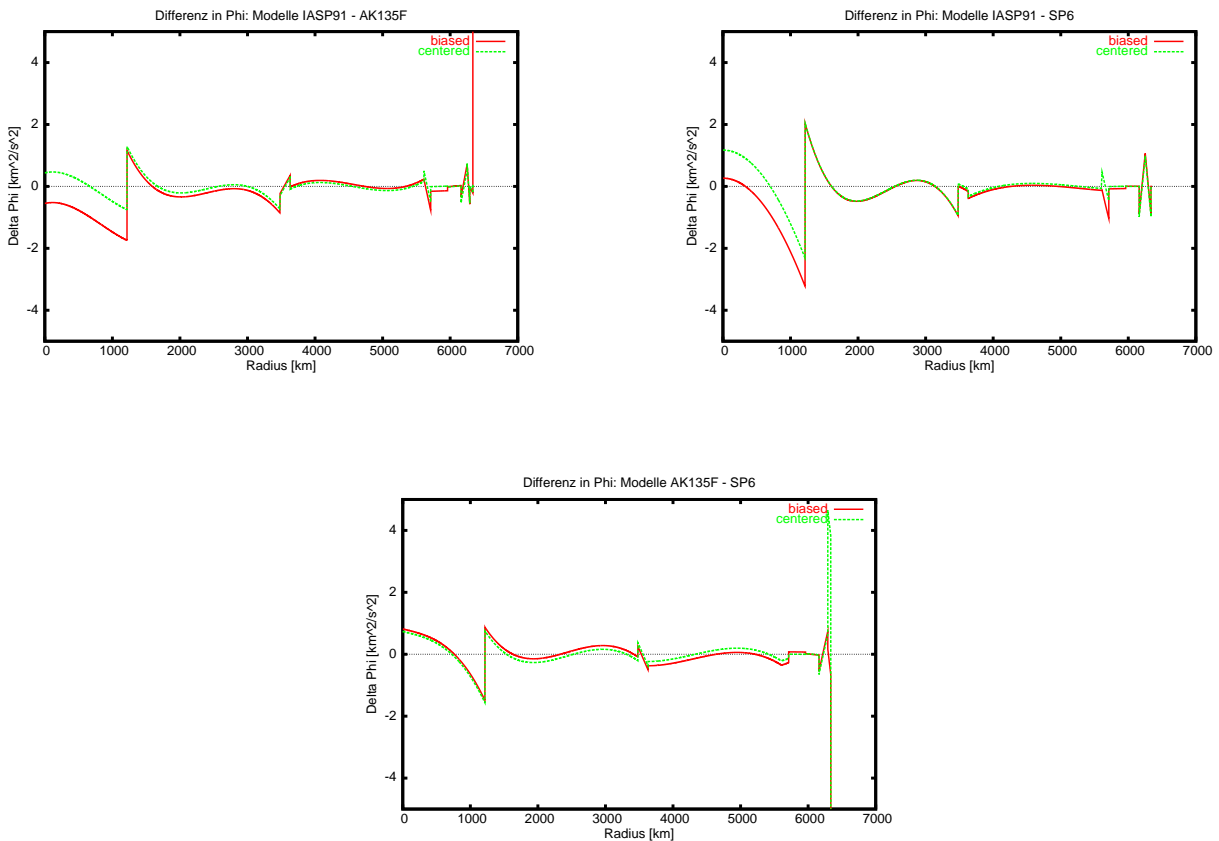 Differenz in Phi: Modelle IASP91 - AK135F
biased
centered
4
2
0
-2
-4
Delta Phi [km^2/s^2]
0 1000 2000 3000 4000 5000 6000 7000
Radius [km]
Differenz in Phi: Modelle IASP91 - SP6
biased
centered
4
2
0
-2
-4
Delta Phi [km^2/s^2]
0 1000 2000 3000 4000 5000 6000 7000
Radius [km]
Differenz in Phi: Modelle AK135F - SP6
biased
centered
4
2
0
-2
-4
Delta Phi [km^2/s^2]
0 1000 2000 3000 4000 5000 6000 7000
Radius [km]